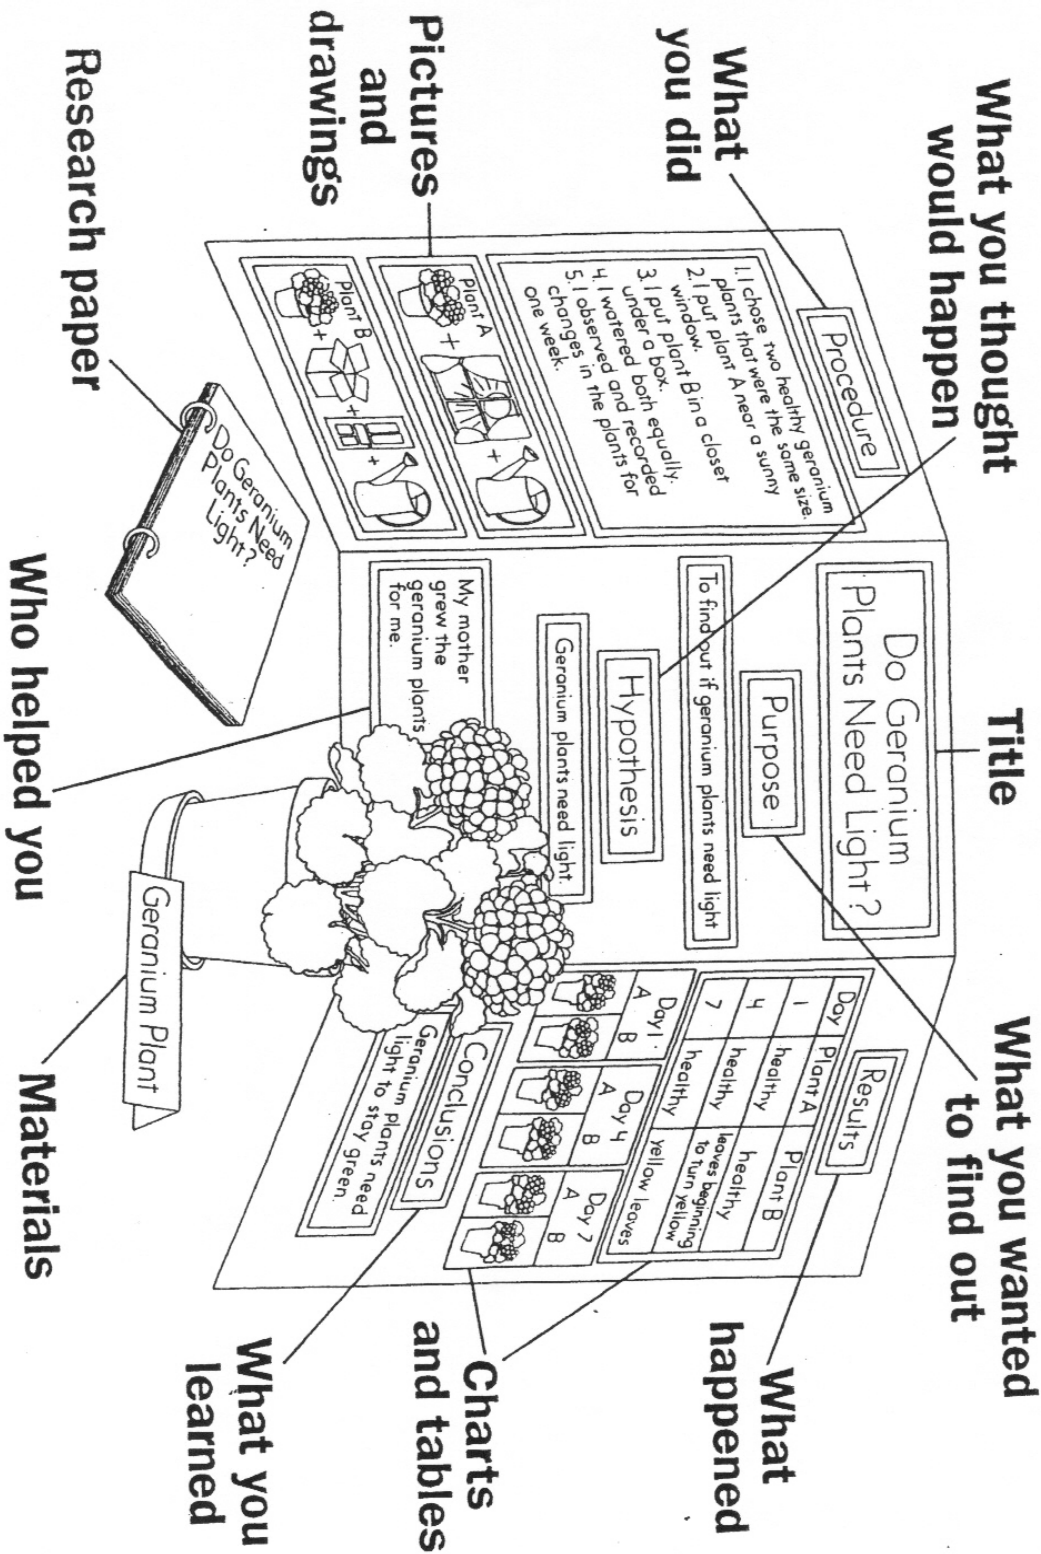 What you thought
would happen
Title
What you wanted
to find out
What
you did
What
happened
Pictures
and
drawings
Charts
and tables
Research paper
Who helped you
Materials
What you
learned
Procedure
1. I chose two healthy geranium
plants that were the same size.
2. I put plant A near a sunny
window.
3. I put plant B in a closet
under a box.
4. I watered both equally.
5. I observed and recorded
changes in the plants for
one week.
Plant A
+
+
Plant B
+
+
+
Do Geranium
Plants Need Light?
Purpose
To find out if geranium plants need light
Hypothesis
Geranium plants need light.
My mother
grew the
geranium plants
for me.
Results
Day Plant A Plant B
1 healthy healthy
4 healthy leaves beginning
to turn yellow
7 healthy yellow leaves
Day 1
A B
Day 4
A B
Day 7
A B
Conclusions
Geranium plants need
light to stay green.
Do Geranium
Plants Need
Light?
Geranium Plant